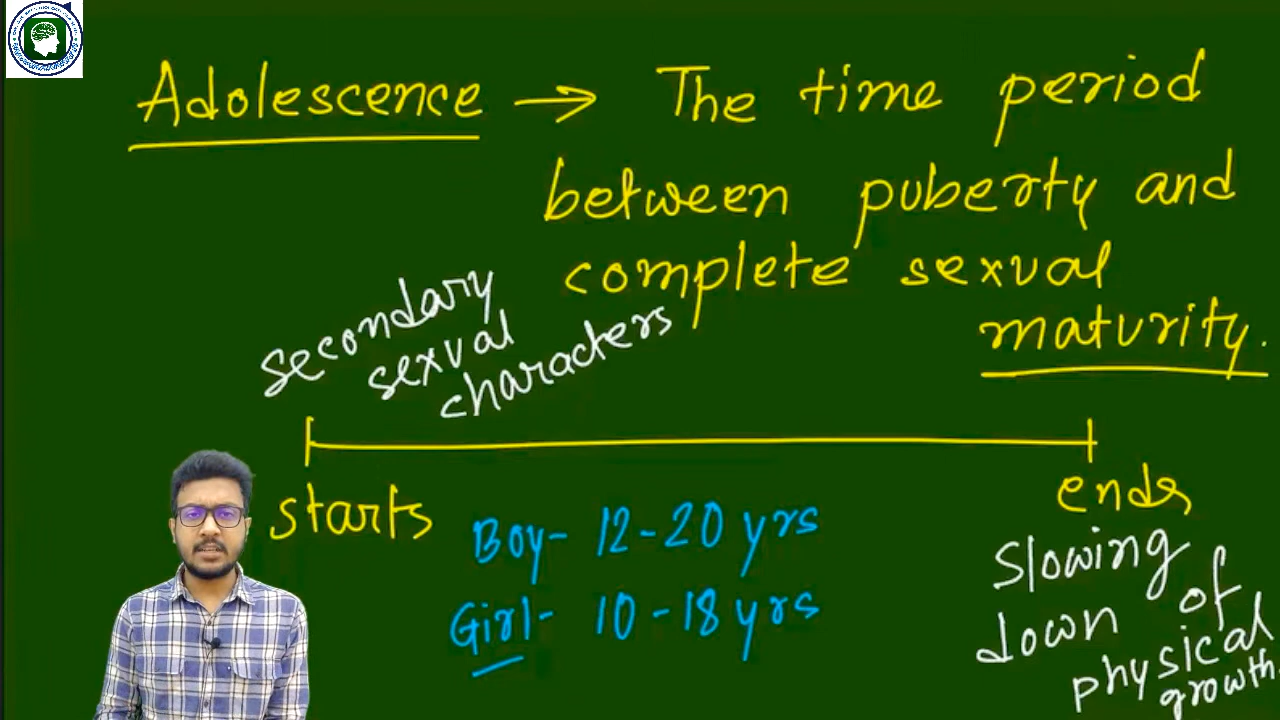 Adolescence → The time period
between puberty and
complete sexual
maturity.
secondary
sexual
characters
starts
ends
Boy- 12-20 yrs
Girl- 10-18 yrs
Slowing
down of
physical
growth.